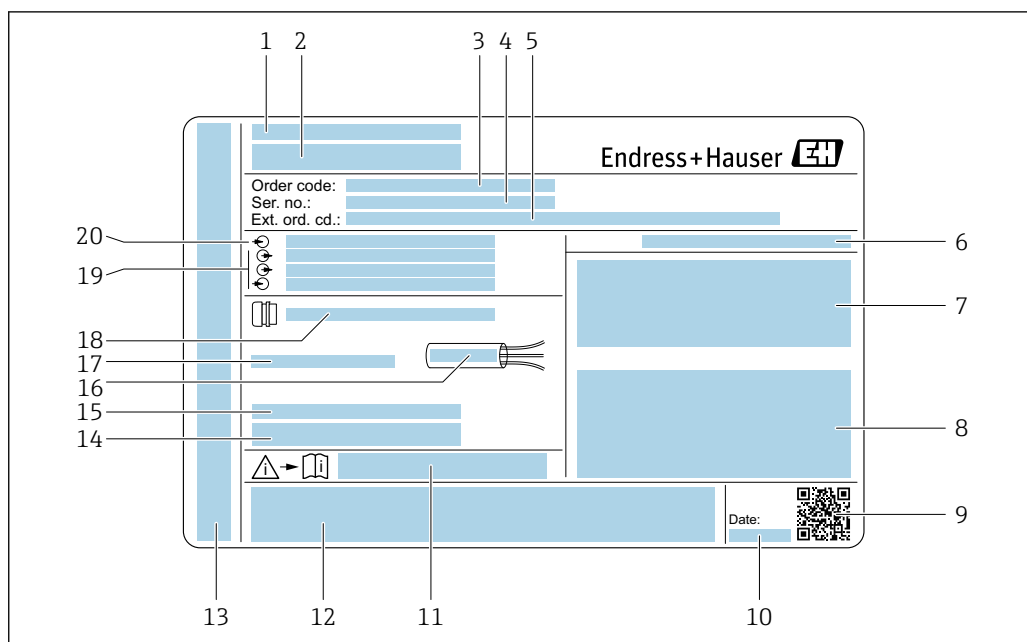 1 2 3 4 5
Endress+Hauser EH
Order code:
Ser. no.:
Ext. ord. cd.:
20
6
19
7
18
17
16
15
14
8
i i
Date:
9
13 12 11 10